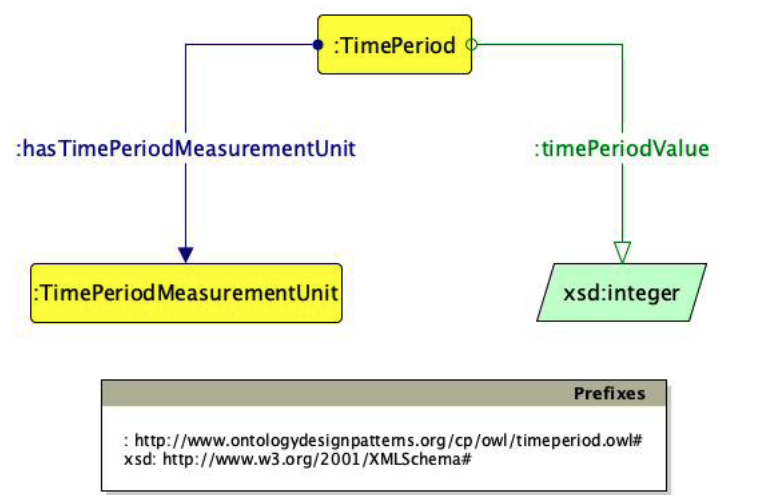 :TimePeriod
:hasTimePeriodMeasurementUnit
:timePeriodValue
:TimePeriodMeasurementUnit
xsd:integer
Prefixes
: http://www.ontologydesignpatterns.org/cp/owl/timeperiod.owl#
xsd: http://www.w3.org/2001/XMLSchema#